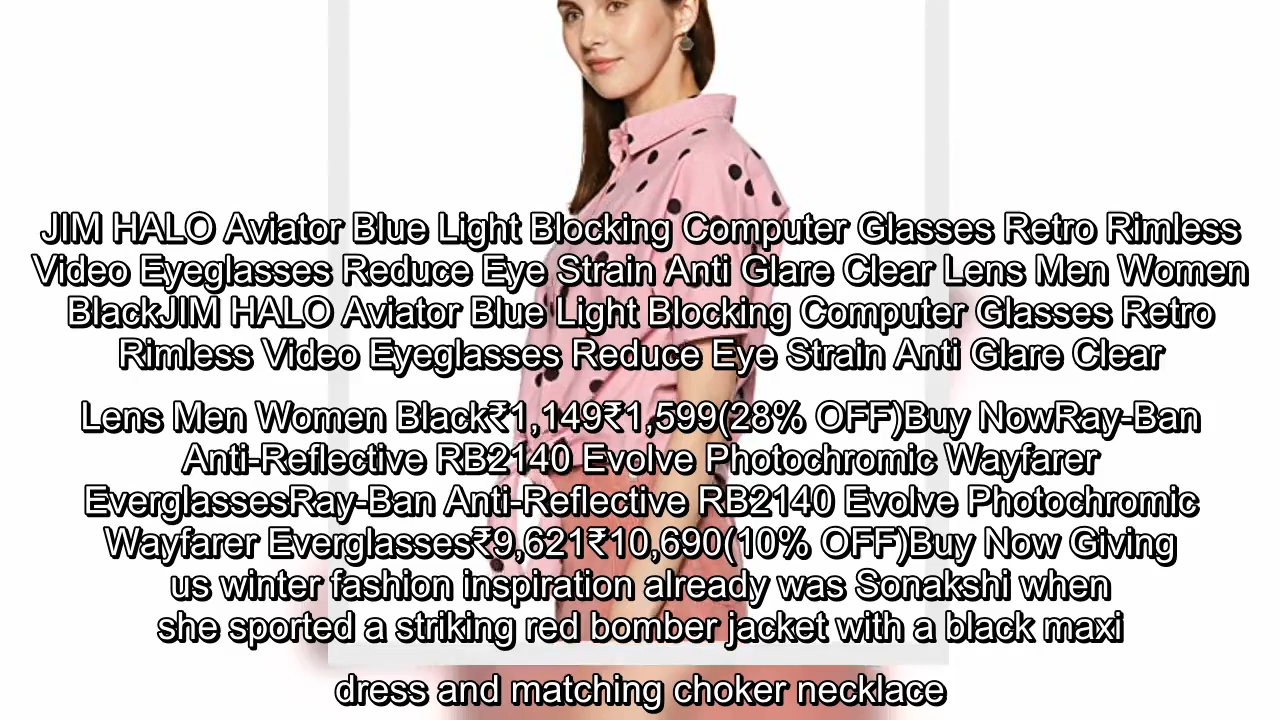 JIM HALO Aviator Blue Light Blocking Computer Glasses Retro Rimless
Video Eyeglasses Reduce Eye Strain Anti Glare Clear Lens Men Women
BlackJIM HALO Aviator Blue Light Blocking Computer Glasses Retro
Rimless Video Eyeglasses Reduce Eye Strain Anti Glare Clear
Lens Men Women Black₹1,149₹1,599(28% OFF)Buy NowRay-Ban
Anti-Reflective RB2140 Evolve Photochromic Wayfarer
EverglassesRay-Ban Anti-Reflective RB2140 Evolve Photochromic
Wayfarer Everglasses₹9,621₹10,690(10% OFF)Buy Now Giving
us winter fashion inspiration already was Sonakshi when
she sported a striking red bomber jacket with a black maxi
dress and matching choker necklace